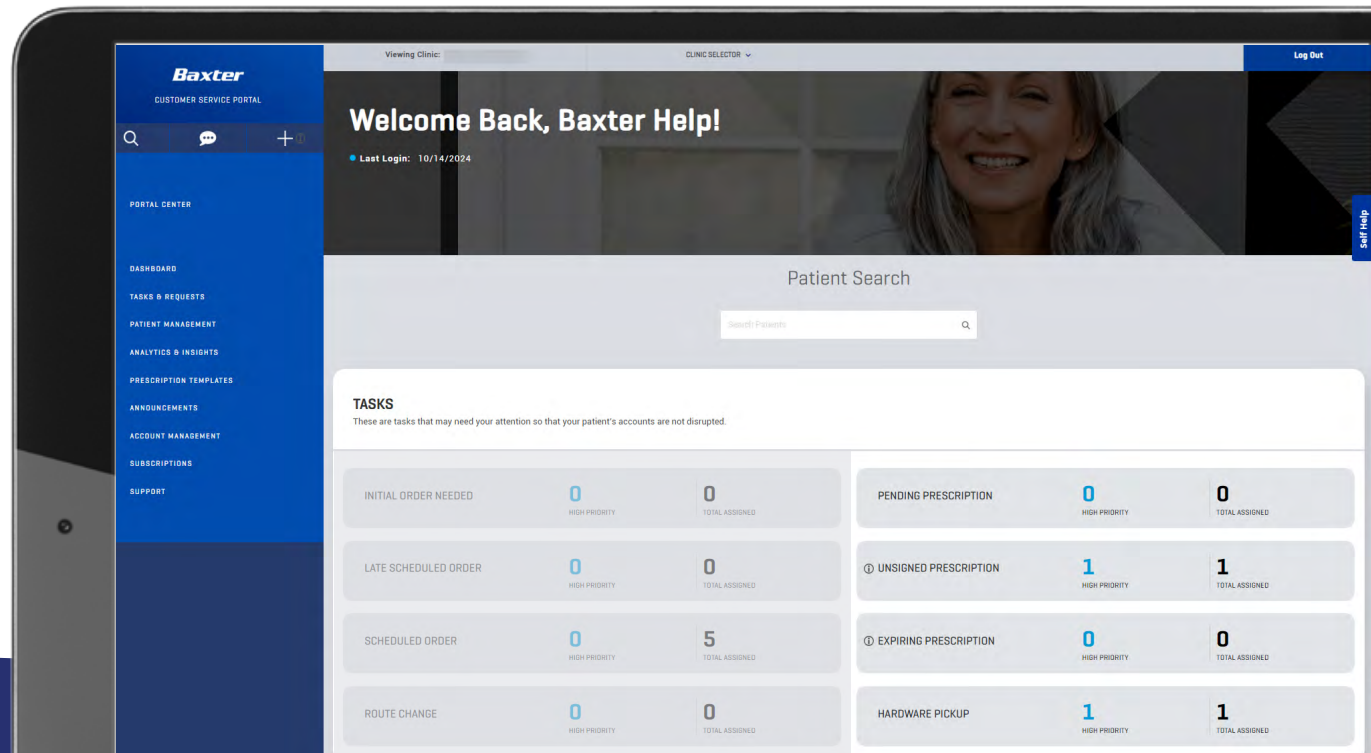 Baxter
CUSTOMER SERVICE PORTAL
Viewing Clinic:
CLINIC SELECTOR
Log Out
Welcome Back, Baxter Help!
Last Login: 10/14/2024
Self Help
PORTAL CENTER
DASHBOARD
TASKS & REQUESTS
PATIENT MANAGEMENT
ANALYTICS & INSIGHTS
PRESCRIPTION TEMPLATES
ANNOUNCEMENTS
ACCOUNT MANAGEMENT
SUBSCRIPTIONS
SUPPORT
Patient Search
Search Patients
TASKS
These are tasks that may need your attention so that your patient's accounts are not disrupted.
INITIAL ORDER NEEDED
0
HIGH PRIORITY
0
TOTAL ASSIGNED
PENDING PRESCRIPTION
0
HIGH PRIORITY
0
TOTAL ASSIGNED
LATE SCHEDULED ORDER
0
HIGH PRIORITY
0
TOTAL ASSIGNED
UNSIGNED PRESCRIPTION
1
HIGH PRIORITY
1
TOTAL ASSIGNED
SCHEDULED ORDER
0
HIGH PRIORITY
5
TOTAL ASSIGNED
EXPIRING PRESCRIPTION
0
HIGH PRIORITY
0
TOTAL ASSIGNED
ROUTE CHANGE
0
HIGH PRIORITY
0
TOTAL ASSIGNED
HARDWARE PICKUP
1
HIGH PRIORITY
1
TOTAL ASSIGNED